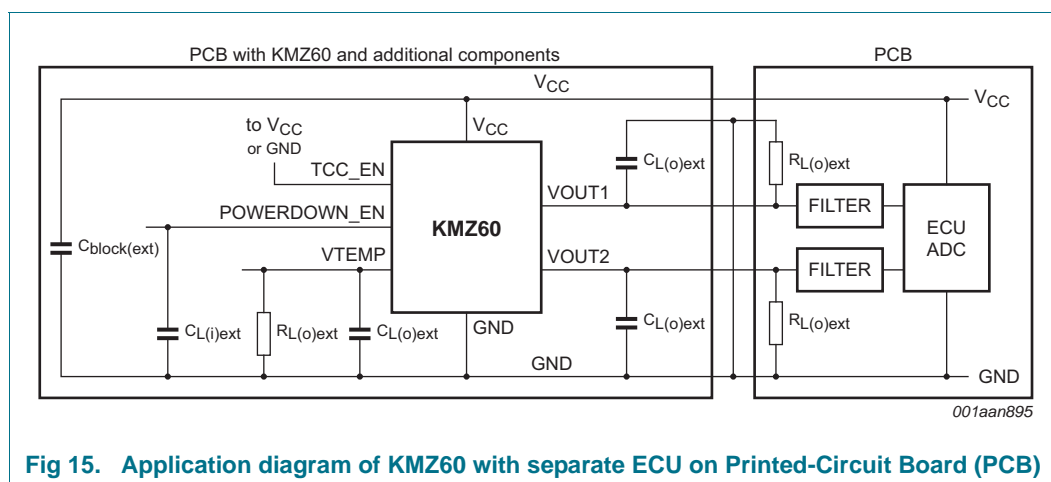 PCB with KMZ60 and additional components
PCB
VCC
VCC
to VCC
or GND
VCC
TCC_EN
CL(o)ext
RL(o)ext
VOUT1
FILTER
POWERDOWN_EN
KMZ60
ECU
ADC
Cblock(ext)
VTEMP
VOUT2
FILTER
CL(i)ext
RL(o)ext
CL(o)ext
GND
CL(o)ext
RL(o)ext
GND
GND
001aan895
Fig 15. Application diagram of KMZ60 with separate ECU on Printed-Circuit Board (PCB)